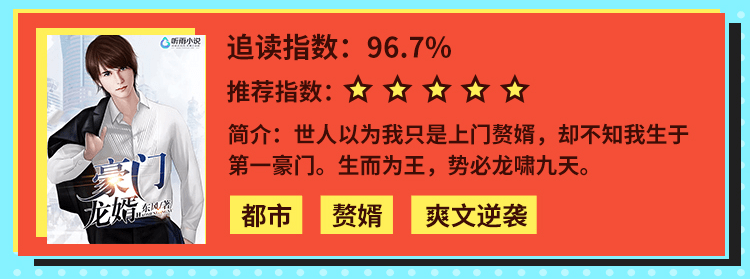 听雨小说
豪门
龙婿
东风/著
追读指数：96.7%
推荐指数：
简介：世人以为我只是上门赘婿，却不知我生于
第一豪门。生而为王，势必龙啸九天。
都市
赘婿
爽文逆袭